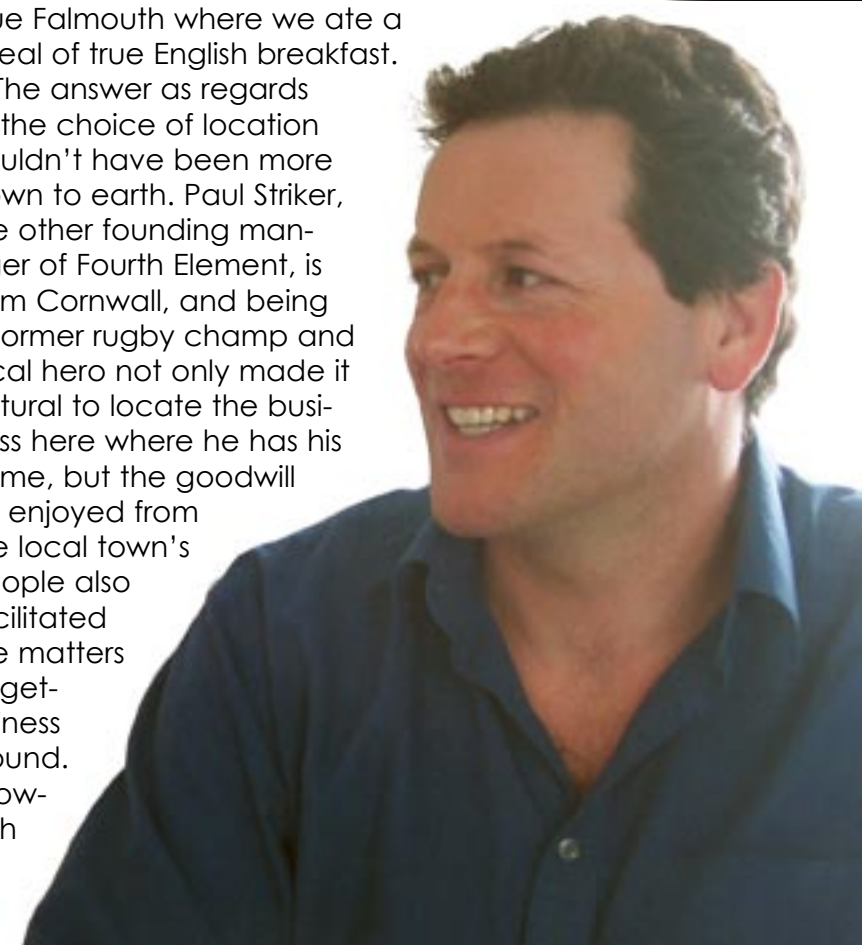 ue Falmouth where we ate a
eal of true English breakfast.
The answer as regards
the choice of location
uldn’t have been more
wn to earth. Paul Striker,
e other founding man-
er of Fourth Element, is
m Cornwall, and being
ormer rugby champ and
cal hero not only made it
tural to locate the busi-
ss here where he has his
me, but the goodwill
enjoyed from
e local town’s
ople also
cilitated
e matters
get-
iness
ound.
ow-
h